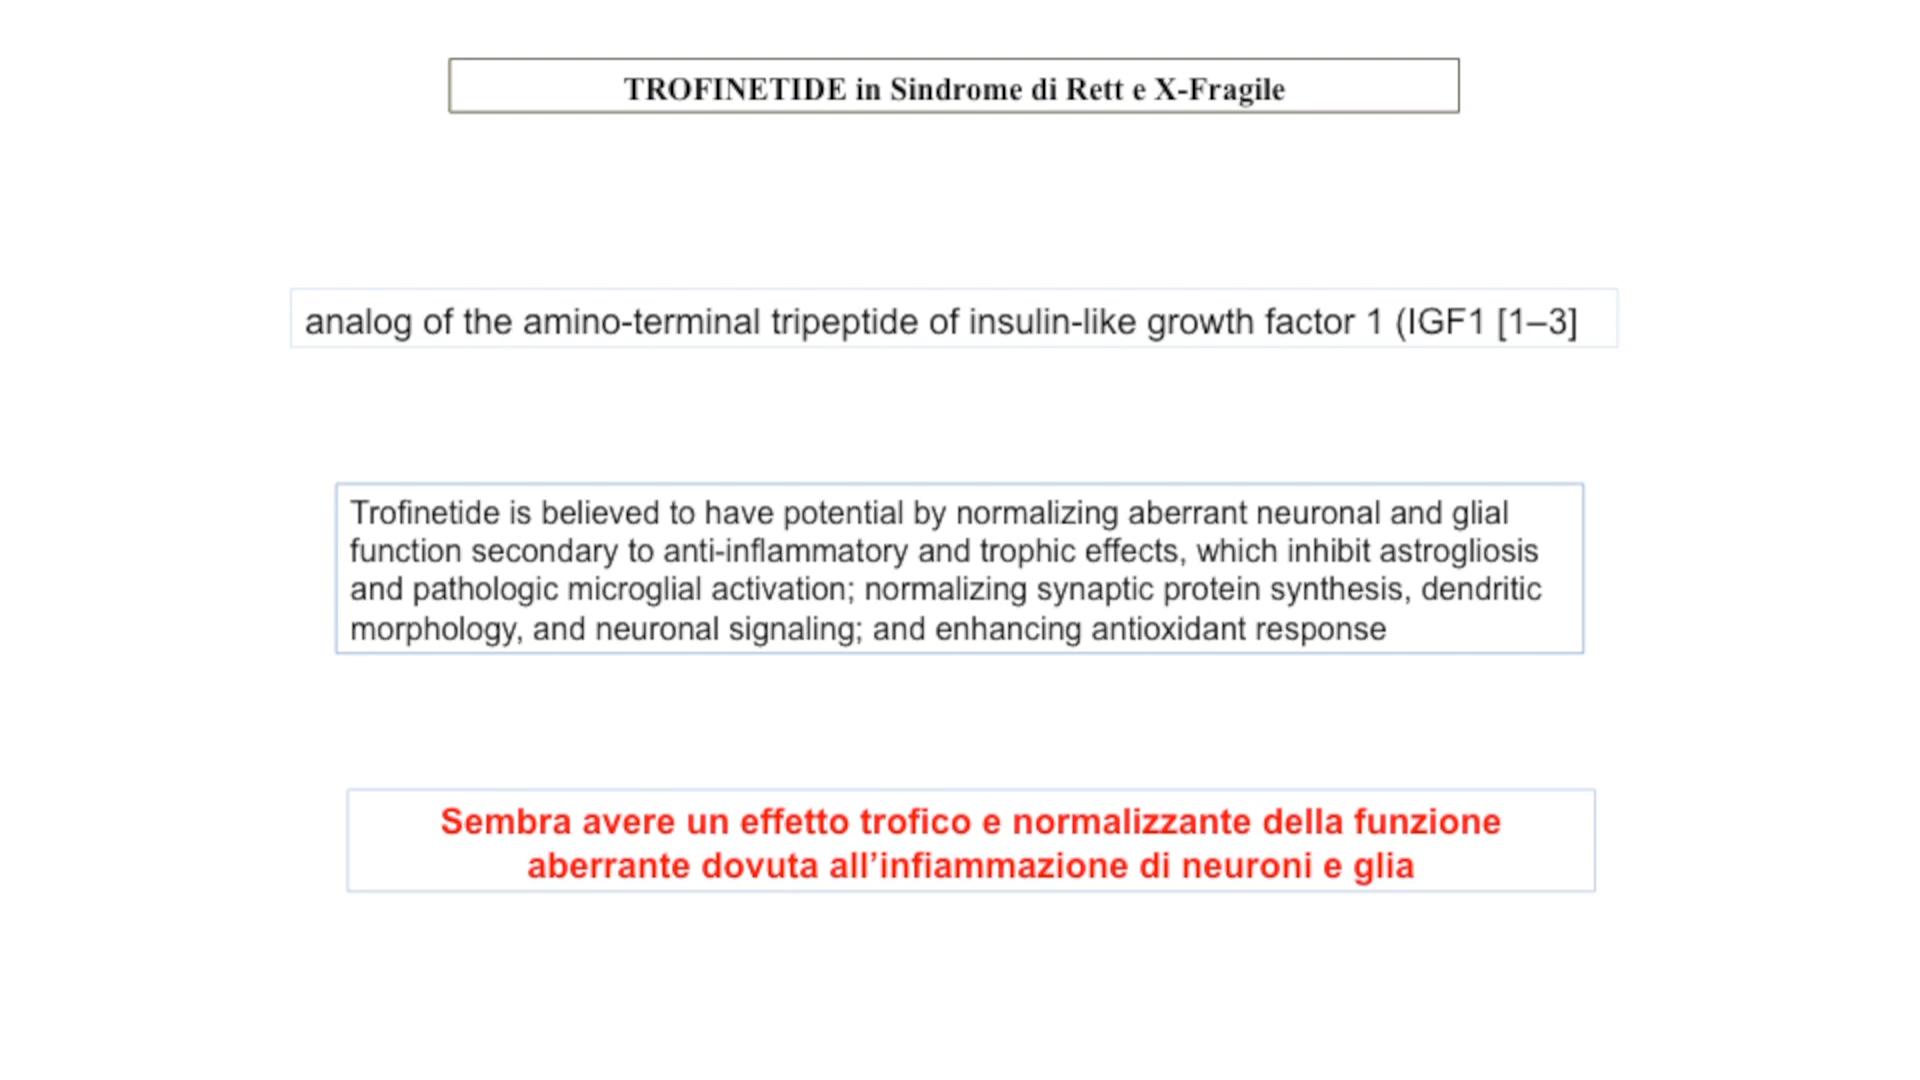 TROFINETIDE in Sindrome di Rett e X-Fragile
analog of the amino-terminal tripeptide of insulin-like growth factor 1 (IGF1 [1–3]
Trofinetide is believed to have potential by normalizing aberrant neuronal and glial
function secondary to anti-inflammatory and trophic effects, which inhibit astrogliosis
and pathologic microglial activation; normalizing synaptic protein synthesis, dendritic
morphology, and neuronal signaling; and enhancing antioxidant response
Sembra avere un effetto trofico e normalizzante della funzione
aberrante dovuta all’infiammazione di neuroni e glia